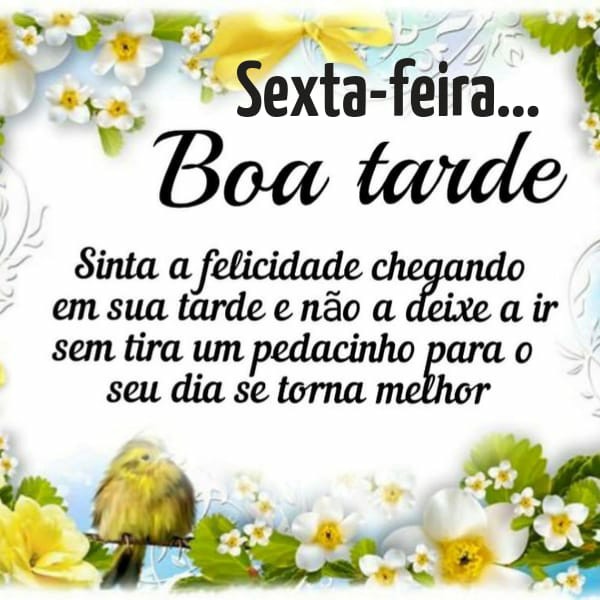 Sexta-feira...
Boa tarde
Sinta a felicidade chegando
em sua tarde e não a deixe a ir
sem tira um pedacinho para o
seu dia se torna melhor